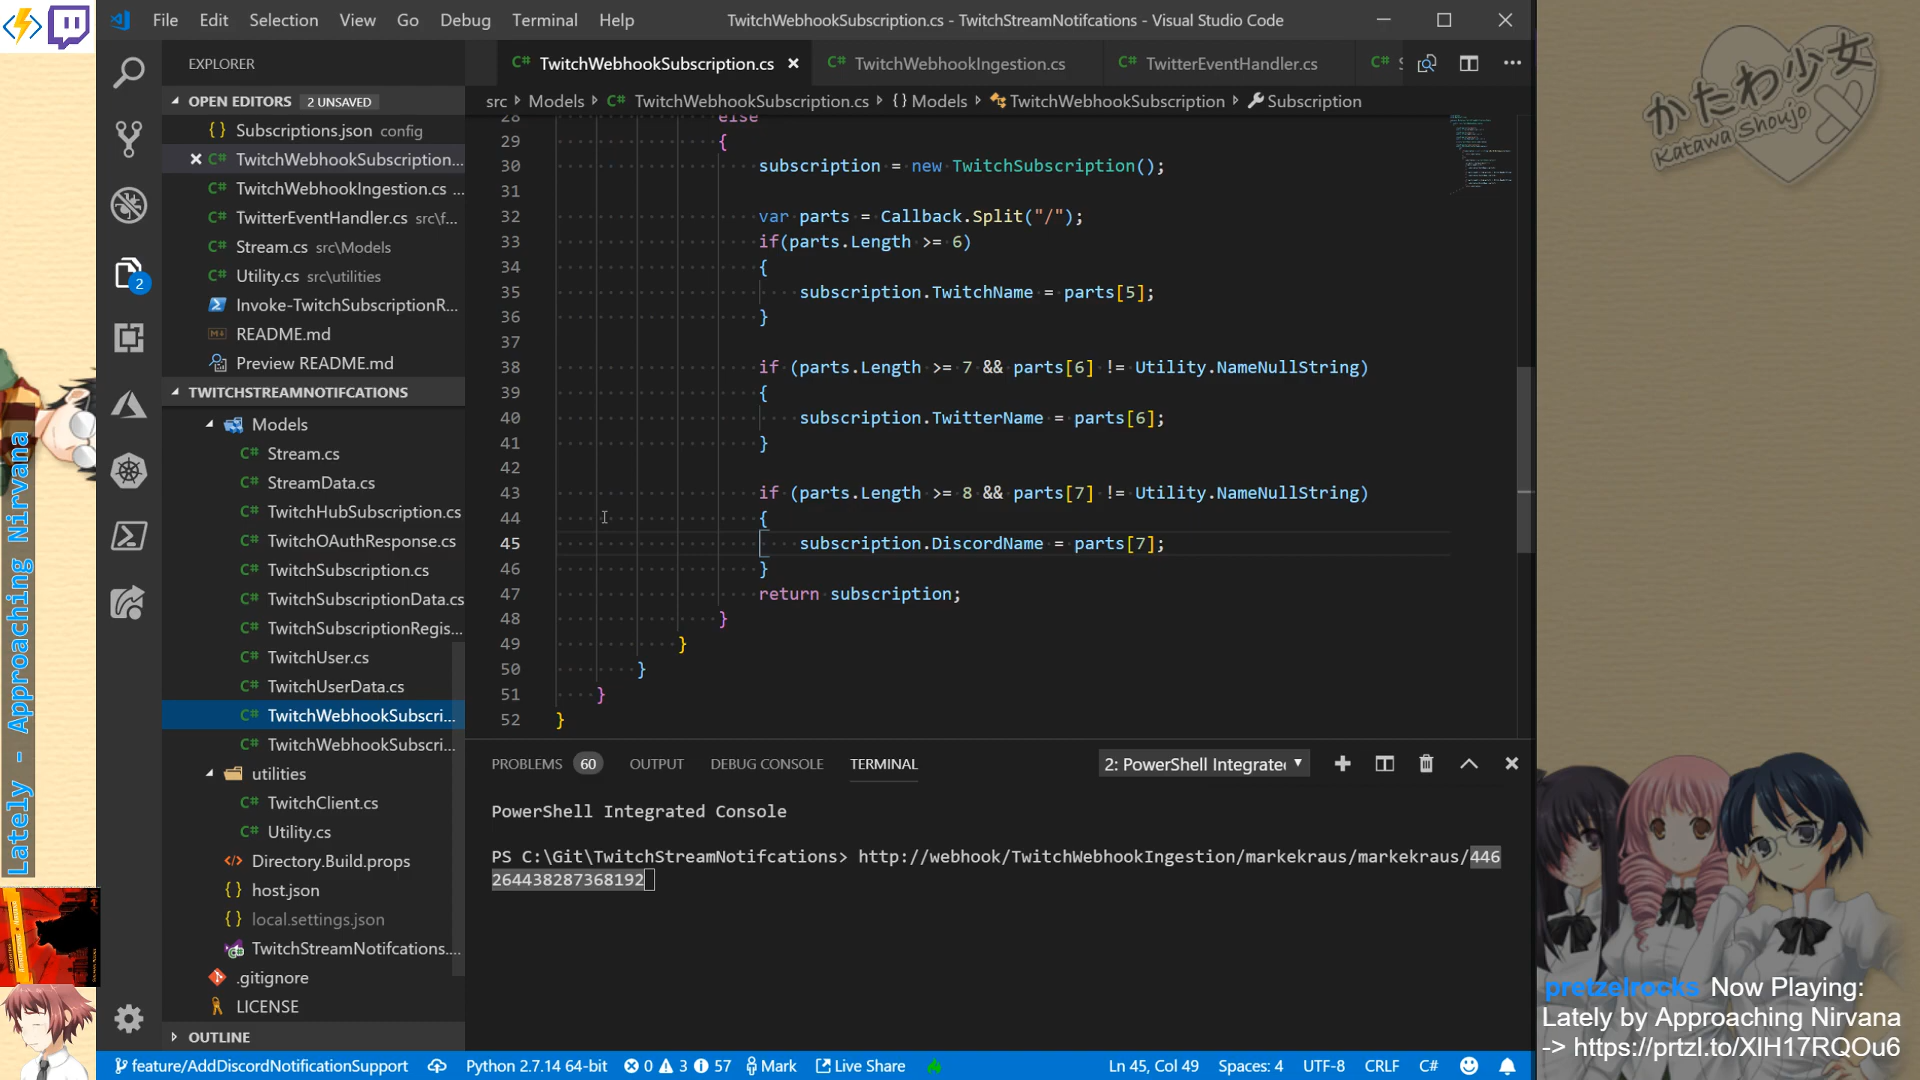 File Edit Selection View Go Debug Terminal Help
TwitchWebhookSubscription.cs - TwitchStreamNotifcations - Visual Studio Code
EXPLORER
OPEN EDITORS 2 UNSAVED
Subscriptions.json config
TwitchWebhookSubscription...
TwitchWebhookIngestion.cs ...
TwitterEventHandler.cs src\f...
Stream.cs src\Models
Utility.cs src\utilities
Invoke-TwitchSubscriptionR...
README.md
Preview README.md
TWITCHSTREAMNOTIFCATIONS
Models
Stream.cs
StreamData.cs
TwitchHubSubscription.cs
TwitchOAuthResponse.cs
TwitchSubscription.cs
TwitchSubscriptionData.cs
TwitchSubscriptionRegis...
TwitchUser.cs
TwitchUserData.cs
TwitchWebhookSubscri...
TwitchWebhookSubscri...
utilities
TwitchClient.cs
Utility.cs
Directory.Build.props
host.json
local.settings.json
TwitchStreamNotifcations....
.gitignore
LICENSE
OUTLINE
2
TwitchWebhookSubscription.cs
TwitchWebhookIngestion.cs
TwitterEventHandler.cs
src > Models > TwitchWebhookSubscription.cs > {} Models > TwitchWebhookSubscription > Subscription
28 else
29 {
30 subscription = new TwitchSubscription();
31
32 var parts = Callback.Split("/");
33 if(parts.Length >= 6)
34 {
35 subscription.TwitchName = parts[5];
36 }
37
38 if (parts.Length >= 7 && parts[6] != Utility.NameNullString)
39 {
40 subscription.TwitterName = parts[6];
41 }
42
43 if (parts.Length >= 8 && parts[7] != Utility.NameNullString)
44 {
45 subscription.DiscordName = parts[7];
46 }
47 return subscription;
48 }
49 }
50 }
51 }
52 }
PROBLEMS 60 OUTPUT DEBUG CONSOLE TERMINAL
2: PowerShell Integrate
PowerShell Integrated Console
PS C:\Git\TwitchStreamNotifcations> http://webhook/TwitchWebhookIngestion/markekraus/markekraus/446
264438287368192
feature/AddDiscordNotificationSupport
Python 2.7.14 64-bit
0 3 57
Mark
Live Share
Ln 45, Col 49
Spaces: 4
UTF-8
CRLF
C#
Lately - Approaching Nirvana
かたわ少女
Katawa Shoujo
pretzelrocks Now Playing:
Lately by Approaching Nirvana
-> https://prtzl.to/XlH17RQOu6